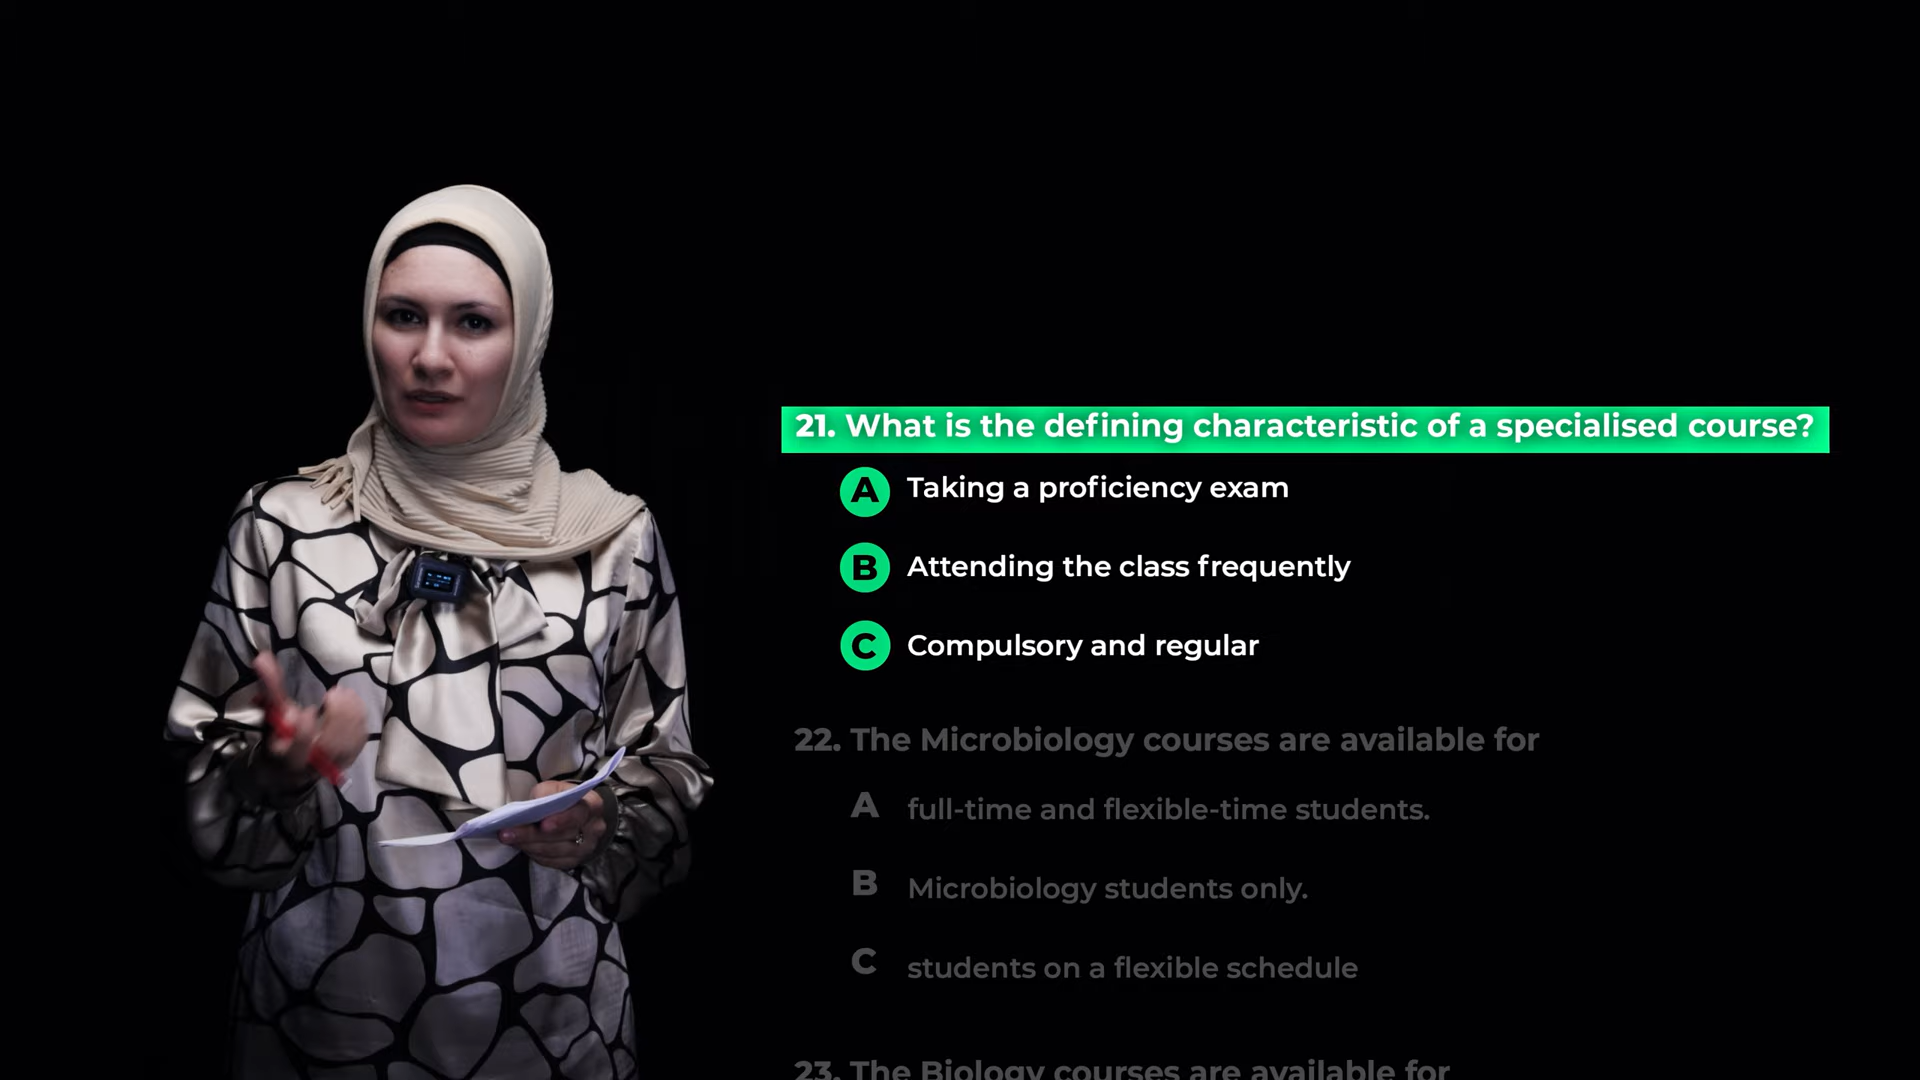 21. What is the defining characteristic of a specialised course?
A Taking a proficiency exam
B Attending the class frequently
C Compulsory and regular
22. The Microbiology courses are available for
A full-time and flexible-time students.
B Microbiology students only.
C students on a flexible schedule
23. The Biology courses are available for